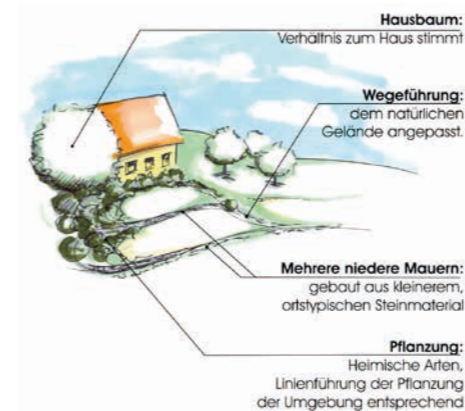 Hausbaum:
Verhältnis zum Haus stimmt
Wegeführung:
dem natürlichen
Gelände angepasst.
Mehrere niedere Mauern:
gebaut aus kleinerem,
ortstypischen Steinmaterial
Pflanzung:
Heimische Arten,
Linienführung der Pflanzung
der Umgebung entsprechend